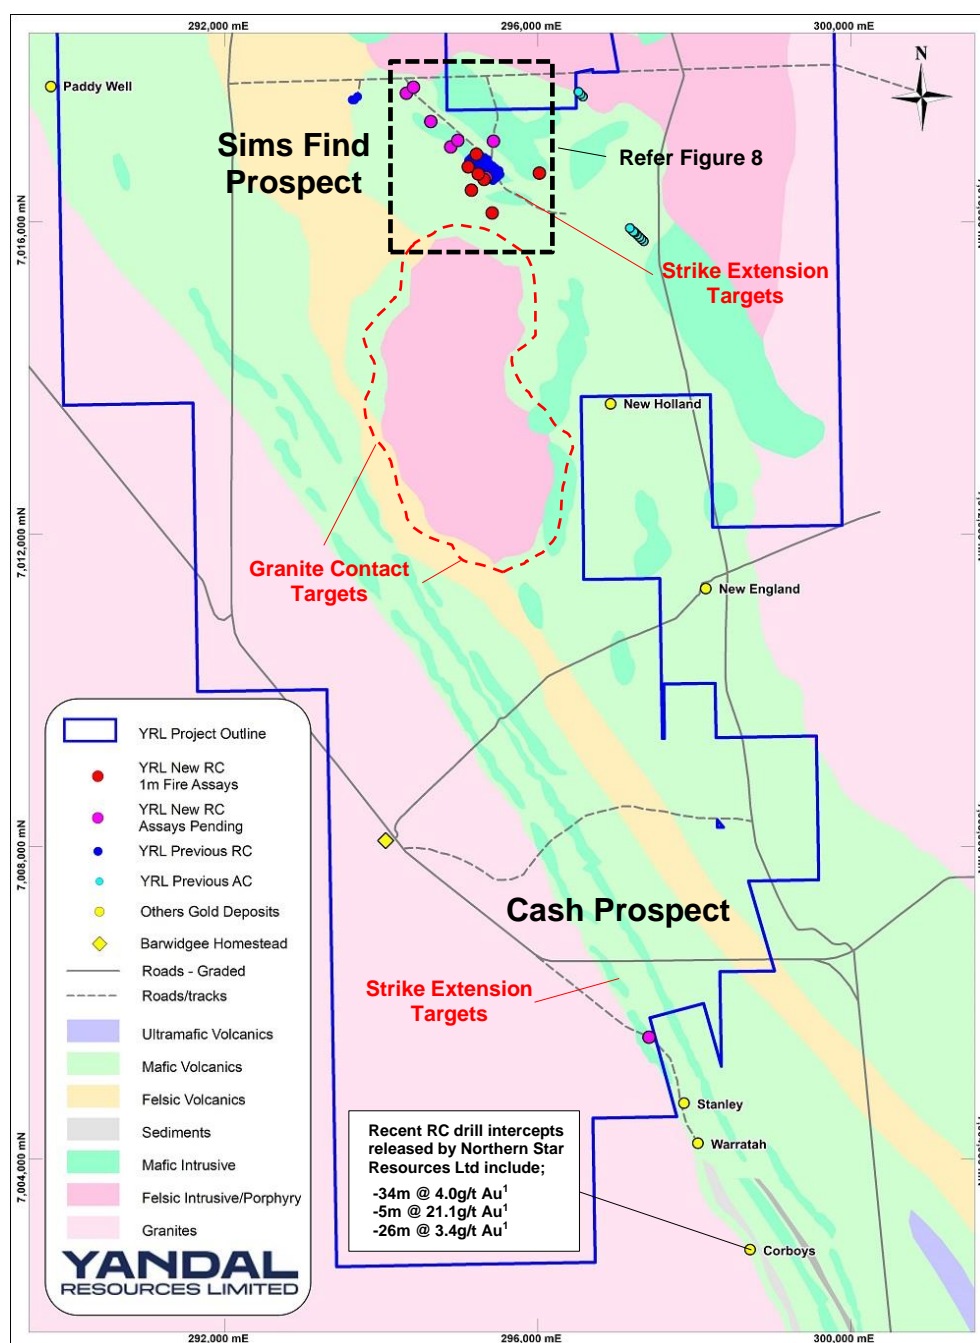 292,000 mE
296,000 mE
300,000 mE
N
Paddy Well
Sims Find
Prospect
Refer Figure 8
7,016,000 mN
Strike Extension
Targets
New Holland
7,012,000 mN
Granite Contact
Targets
New England
YRL Project Outline
YRL New RC
1m Fire Assays
YRL New RC
Assays Pending
YRL Previous RC
YRL Previous AC
Others Gold Deposits
Barwidgee Homestead
Roads - Graded
Roads/tracks
Ultramafic Volcanics
Mafic Volcanics
Felsic Volcanics
Sediments
Mafic Intrusive
Felsic Intrusive/Porphyry
Granites
YANDAL
RESOURCES LIMITED
7,008,000 mN
Cash Prospect
Strike Extension
Targets
Stanley
Warratah
7,004,000 mN
Recent RC drill intercepts
released by Northern Star
Resources Ltd include;
-34m @ 4.0g/t Au¹
-5m @ 21.1g/t Au¹
-26m @ 3.4g/t Au¹
Corboys
292,000 mE
296,000 mE
300,000 mE